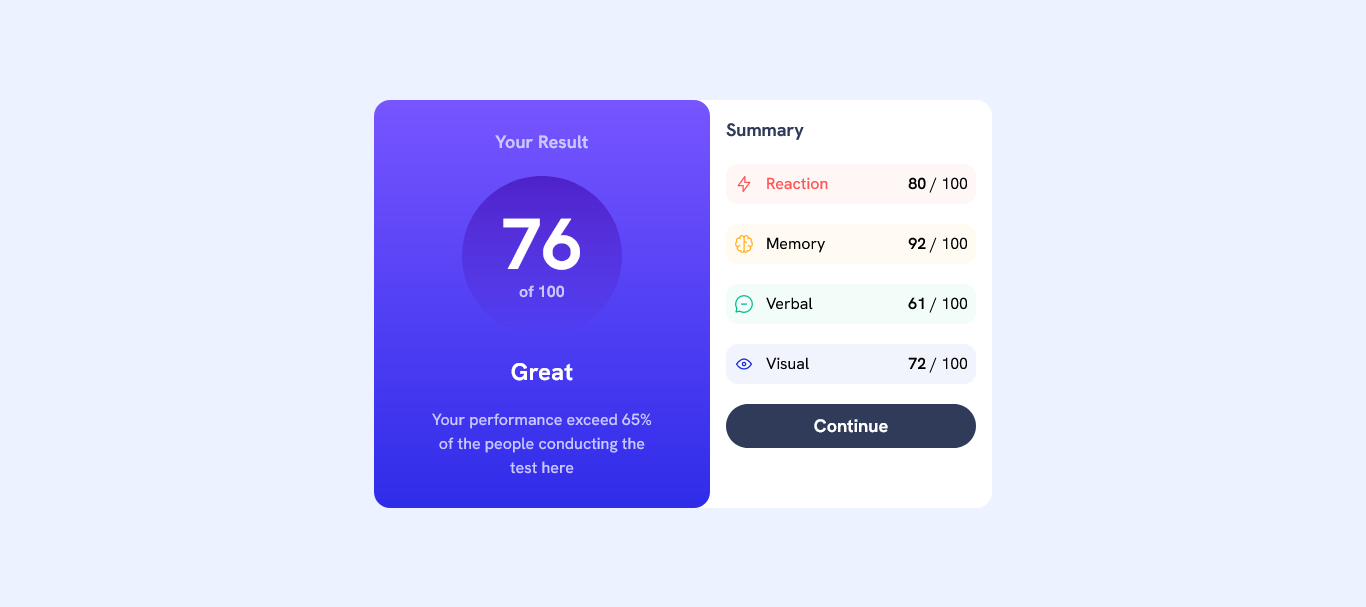 Your Result
76
of 100
Great
Your performance exceed 65%
of the people conducting the
test here
Summary
Reaction 80 / 100
Memory 92 / 100
Verbal 61 / 100
Visual 72 / 100
Continue